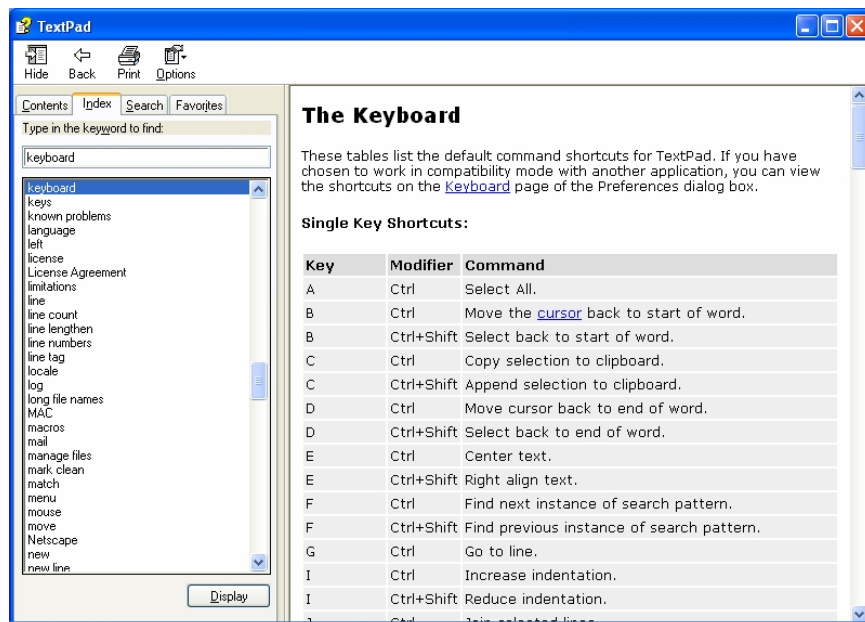 TextPad
Hide Back Print Options
Contents Index Search Favorites
Type in the keyword to find:
keyboard
keyboard
keys
known problems
language
left
license
License Agreement
limitations
line
line count
line lengthen
line numbers
line tag
locale
log
long file names
MAC
macros
mail
manage files
mark clean
match
menu
mouse
move
Netscape
new
new line
Display
The Keyboard
These tables list the default command shortcuts for TextPad. If you have
chosen to work in compatibility mode with another application, you can view
the shortcuts on the Keyboard page of the Preferences dialog box.
Single Key Shortcuts:
Key Modifier Command
A Ctrl Select All.
B Ctrl Move the cursor back to start of word.
B Ctrl+Shift Select back to start of word.
C Ctrl Copy selection to clipboard.
C Ctrl+Shift Append selection to clipboard.
D Ctrl Move cursor back to end of word.
D Ctrl+Shift Select back to end of word.
E Ctrl Center text.
E Ctrl+Shift Right align text.
F Ctrl Find next instance of search pattern.
F Ctrl+Shift Find previous instance of search pattern.
G Ctrl Go to line.
I Ctrl Increase indentation.
I Ctrl+Shift Reduce indentation.
J Ctrl Join selected lines.